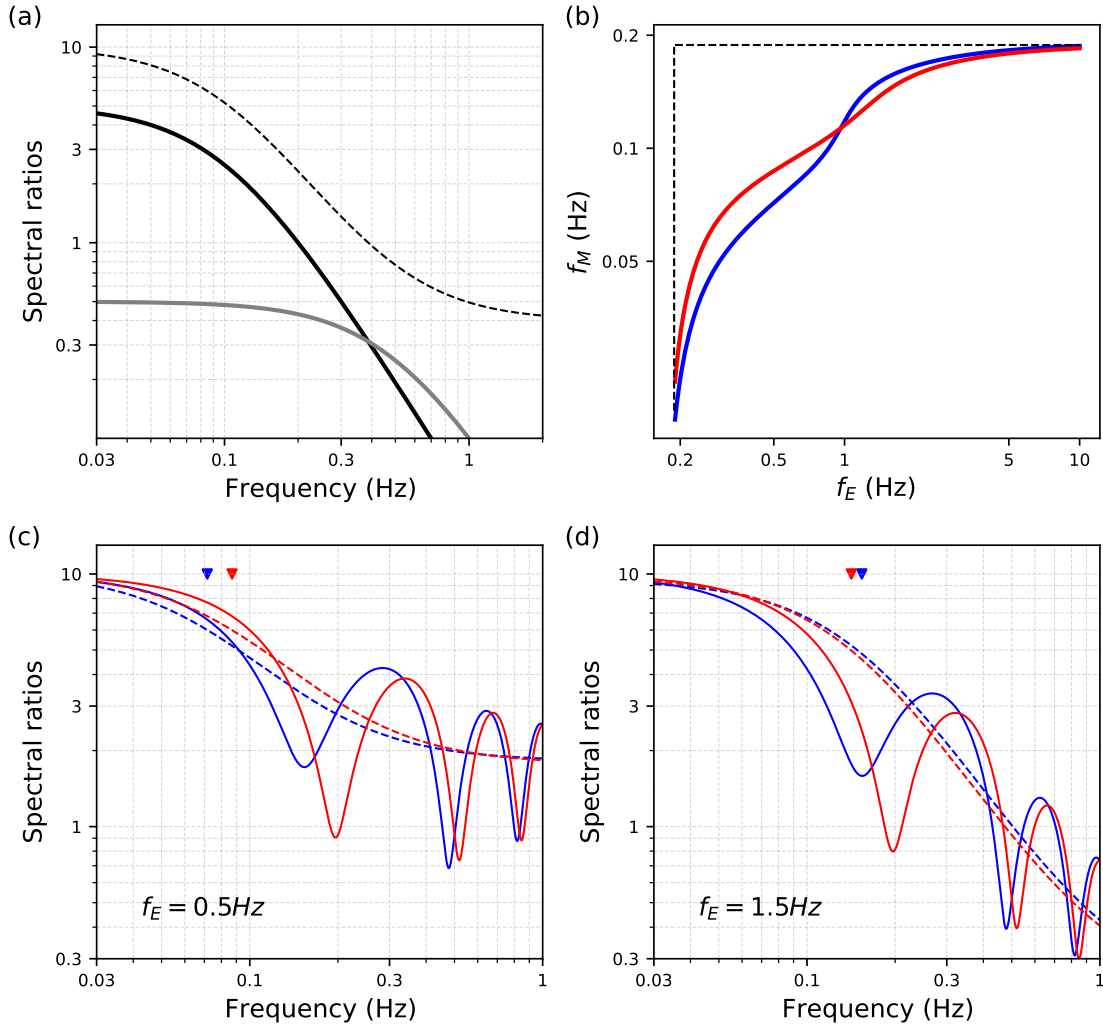 (a)
10
3
1
0.3
Spectral ratios
0.03
0.1
0.3
1
Frequency (Hz)
(b)
0.2
0.1
0.05
f_M (Hz)
0.2
0.5
1
5
10
f_E (Hz)
(c)
10
3
1
0.3
Spectral ratios
f_E = 0.5Hz
0.03
0.1
0.3
1
Frequency (Hz)
(d)
10
3
1
0.3
Spectral ratios
f_E = 1.5Hz
0.03
0.1
0.3
1
Frequency (Hz)